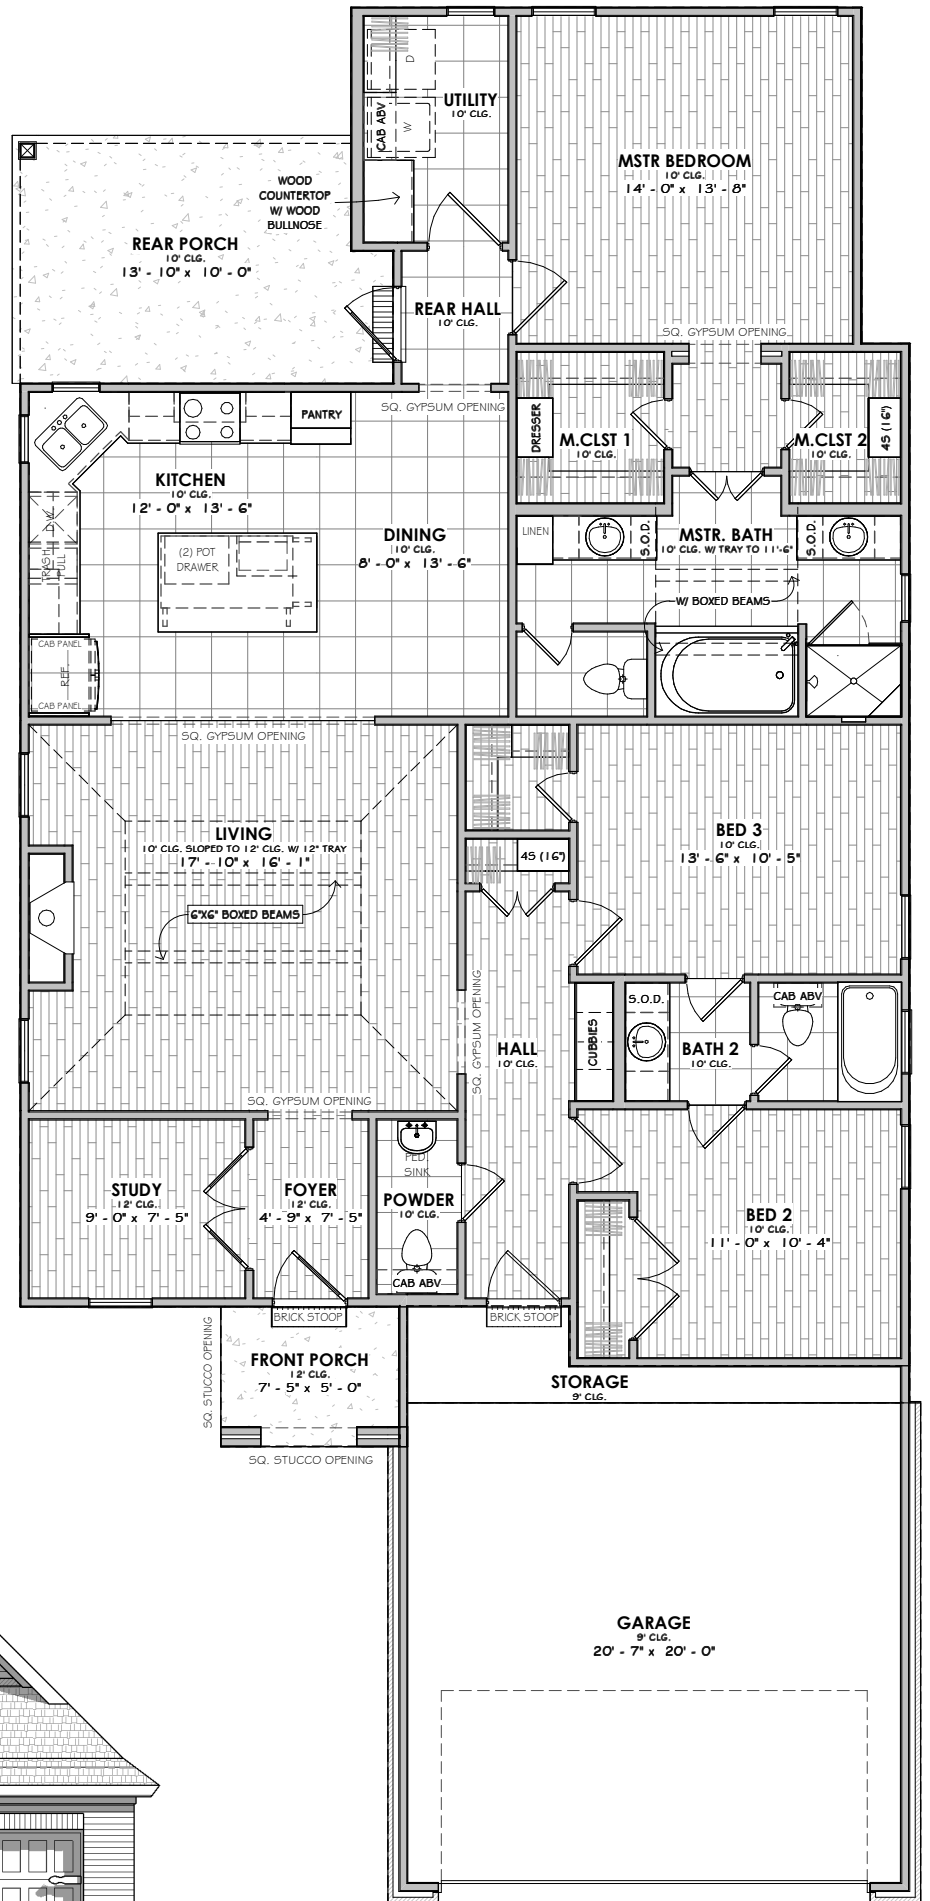 D
UTILITY
10' CLG.
CAB ABV
W
WOOD
COUNTERTOP
W/ WOOD
BULLNOSE
MSTR BEDROOM
10' CLG.
14' - 0" x 13' - 8"
REAR PORCH
10' CLG.
13' - 10" x 10' - 0"
REAR HALL
10' CLG.
SQ. GYPSUM OPENING
SQ. GYPSUM OPENING
PANTRY
DRESSER
M.CLST 1
10' CLG.
M.CLST 2
10' CLG.
4S (16")
KITCHEN
10' CLG.
12' - 0" x 13' - 6"
D.W.
TRASH
PULL
(2) POT
DRAWER
DINING
10' CLG.
8' - 0" x 13' - 6"
LINEN
S.O.D.
MSTR. BATH
10' CLG. W/ TRAY TO 11'-6"
S.O.D.
W/ BOXED BEAMS
CAB PANEL
REF.
CAB PANEL
SQ. GYPSUM OPENING
LIVING
10' CLG. SLOPED TO 12' CLG. W/ 12" TRAY
17' - 10" x 16' - 1"
6"X6" BOXED BEAMS
4S (16")
BED 3
10' CLG.
13' - 6" x 10' - 5"
SQ. GYPSUM OPENING
HALL
10' CLG.
CUBBIES
S.O.D.
BATH 2
10' CLG.
CAB ABV
SQ. GYPSUM OPENING
STUDY
12' CLG.
9' - 0" x 7' - 5"
FOYER
12' CLG.
4' - 9" x 7' - 5"
PED.
SINK
POWDER
10' CLG.
CAB ABV
BED 2
10' CLG.
11' - 0" x 10' - 4"
BRICK STOOP
BRICK STOOP
SQ. STUCCO OPENING
FRONT PORCH
12' CLG.
7' - 5" x 5' - 0"
STORAGE
9' CLG.
SQ. STUCCO OPENING
GARAGE
9' CLG.
20' - 7" x 20' - 0"